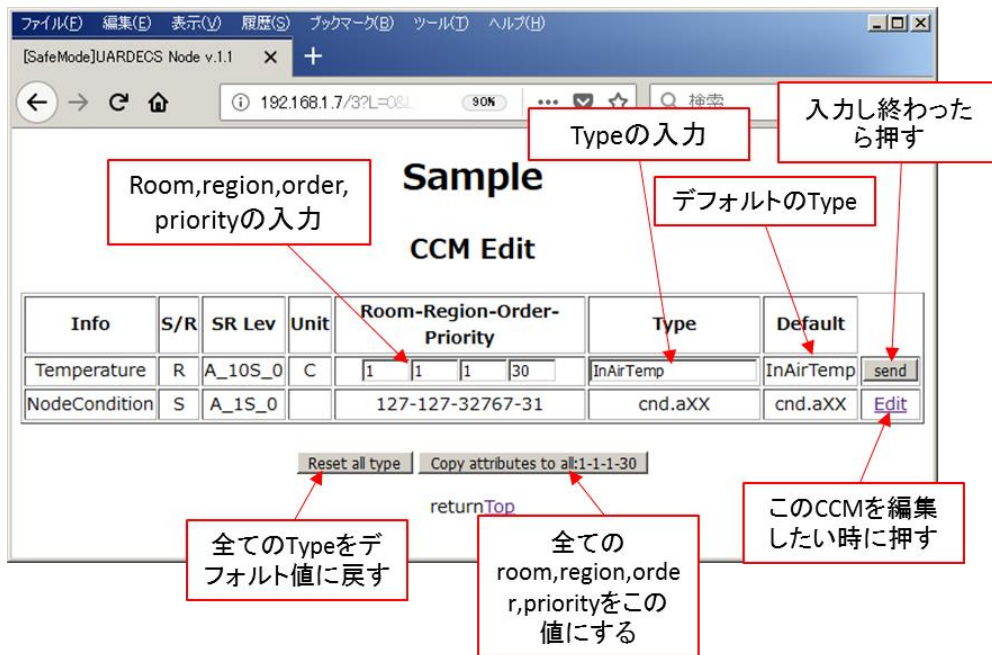 ファイル(F) 編集(E) 表示(V) 履歴(S) ブックマーク(B) ツール(T) ヘルプ(H)
[SafeMode]UARDECS Node v.1.1
192.168.1.7/3?L=0&
90%
検索
Typeの入力
入力し終わった
ら押す
Room,region,order,
priorityの入力
Sample
デフォルトのType
CCM Edit
Info S/R SR Lev Unit Room-Region-Order-
Priority Type Default
Temperature R A_10S_0 C 1 1 1 30 InAirTemp InAirTemp send
NodeCondition S A_1S_0 127-127-32767-31 cnd.aXX cnd.aXX Edit
Reset all type Copy attributes to all:1-1-1-30
returnTop
全てのTypeをデ
フォルト値に戻す
全ての
room,region,orde
r,priorityをこの
値にする
このCCMを編集
したい時に押す